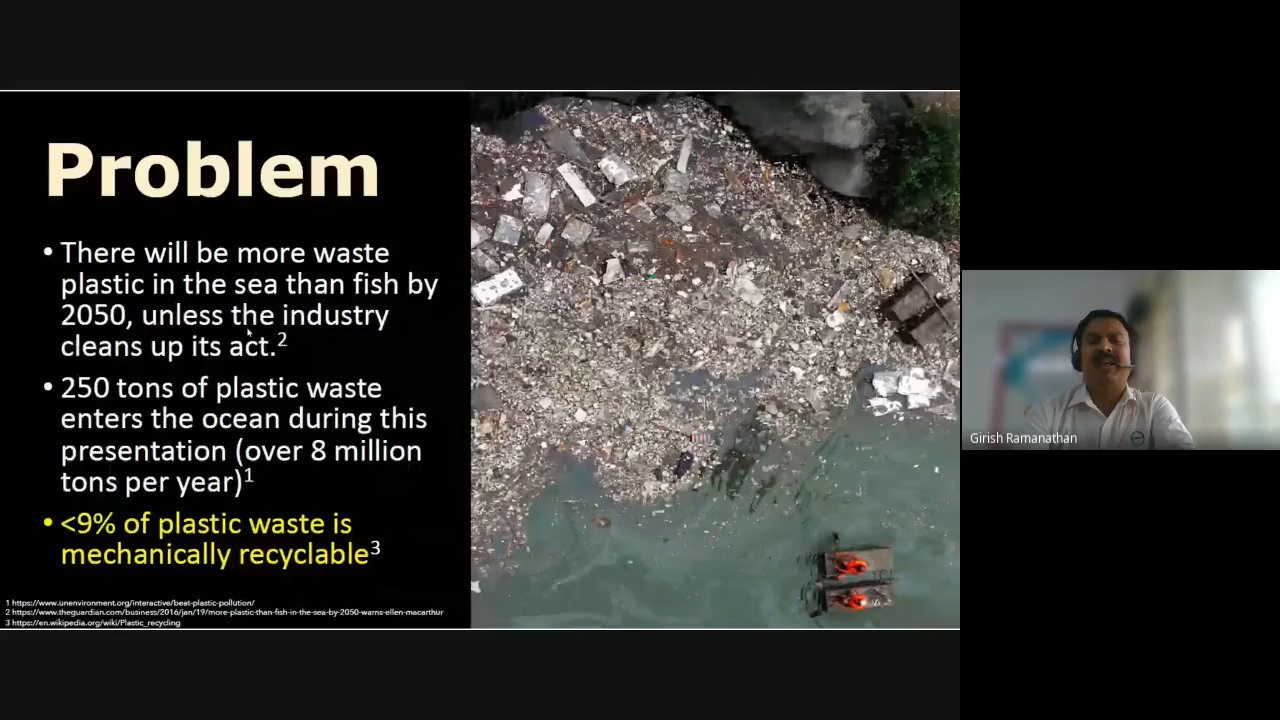 Problem
• There will be more waste
plastic in the sea than fish by
2050, unless the industry
cleans up its act.2
• 250 tons of plastic waste
enters the ocean during this
presentation (over 8 million
tons per year)1
• <9% of plastic waste is
mechanically recyclable3
1 https://www.unenvironment.org/interactive/beat-plastic-pollution/
2 https://www.theguardian.com/business/2016/jan/19/more-plastic-than-fish-in-the-sea-by-2050-warns-ellen-macarthur
3 https://en.wikipedia.org/wiki/Plastic_recycling
Girish Ramanathan